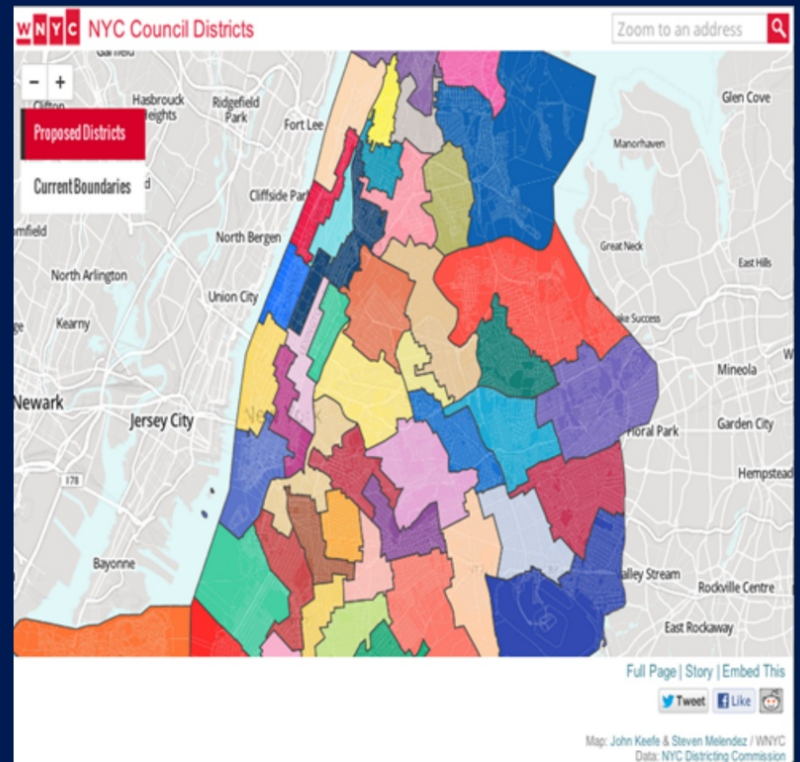 WNYC NYC Council Districts
Zoom to an address
− +
Garfield
Clifton
Hasbrouck
Heights
Ridgefield
Park
Fort Lee
Glen Cove
Proposed Districts
Manorhaven
Current Boundaries
Cliffside Par
North Bergen
Great Neck
East Hills
North Arlington
Union City
Kearny
ake Success
Mineola
Newark
Jersey City
Floral Park
Garden City
Hempstead
178
Bayonne
alley Stream
Rockville Centre
East Rockaway
Full Page | Story | Embed This
Tweet Like
Map: John Keefe & Steven Melendez / WNYC
Data: NYC Districting Commission